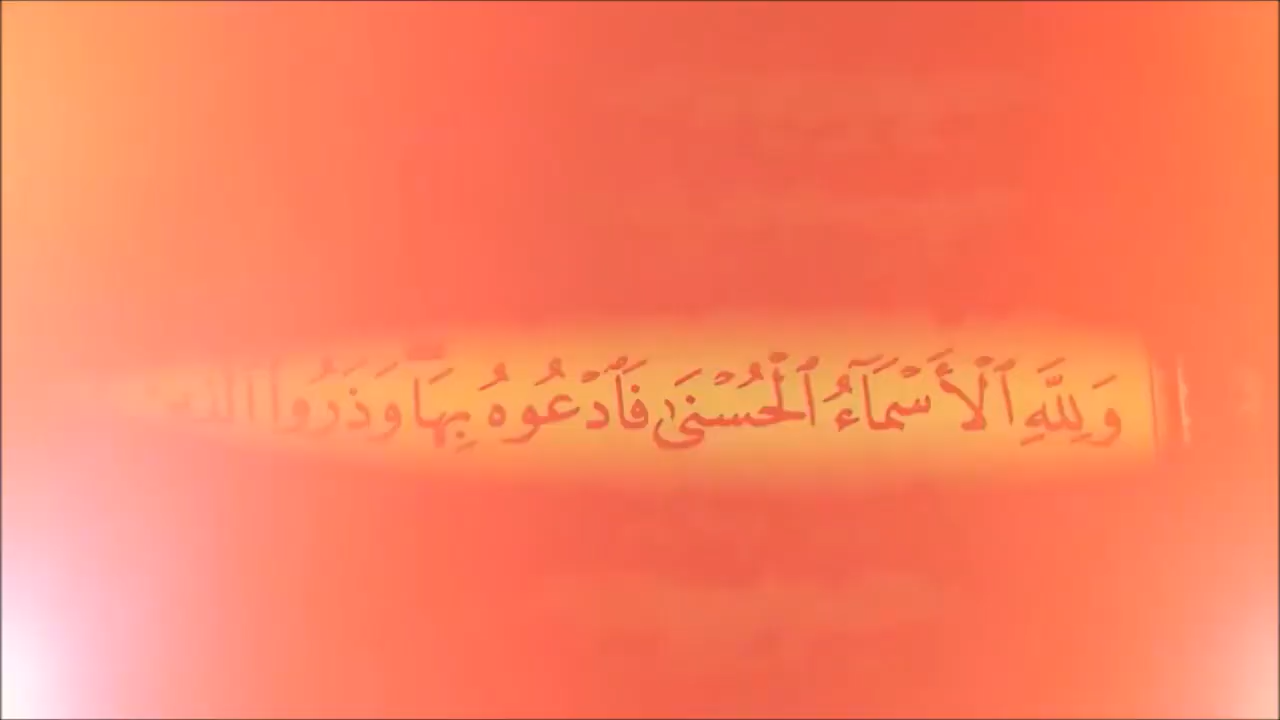 وَلِلَّهِ ٱلْأَسْمَآءُ ٱلْحُسْنَىٰ فَٱدْعُوهُ بِهَا وَذَرُوا۟